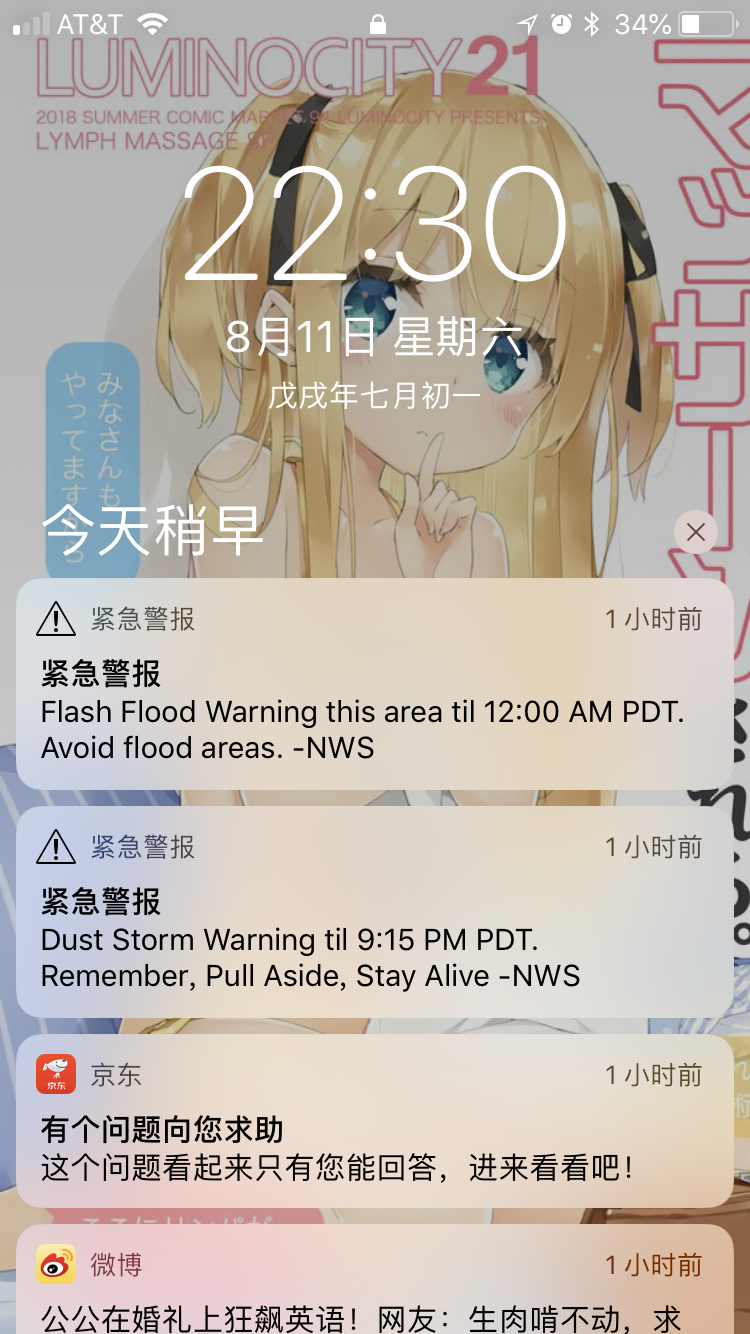 AT&T
34%
LUMINOCITY21
2018 SUMMER COMIC MARKET 94 LUMINOCITY PRESENTS
LYMPH MASSAGE SP
22:30
8月11日 星期六
戊戌年七月初一
みなさんも
やってます
今天稍早
紧急警报
1 小时前
紧急警报
Flash Flood Warning this area til 12:00 AM PDT.
Avoid flood areas. -NWS
紧急警报
1 小时前
紧急警报
Dust Storm Warning til 9:15 PM PDT.
Remember, Pull Aside, Stay Alive -NWS
京东
京东
1 小时前
有个问题向您求助
这个问题看起来只有您能回答，进来看看吧！
微博
1 小时前
公公在婚礼上狂飙英语！网友：生肉啃不动，求